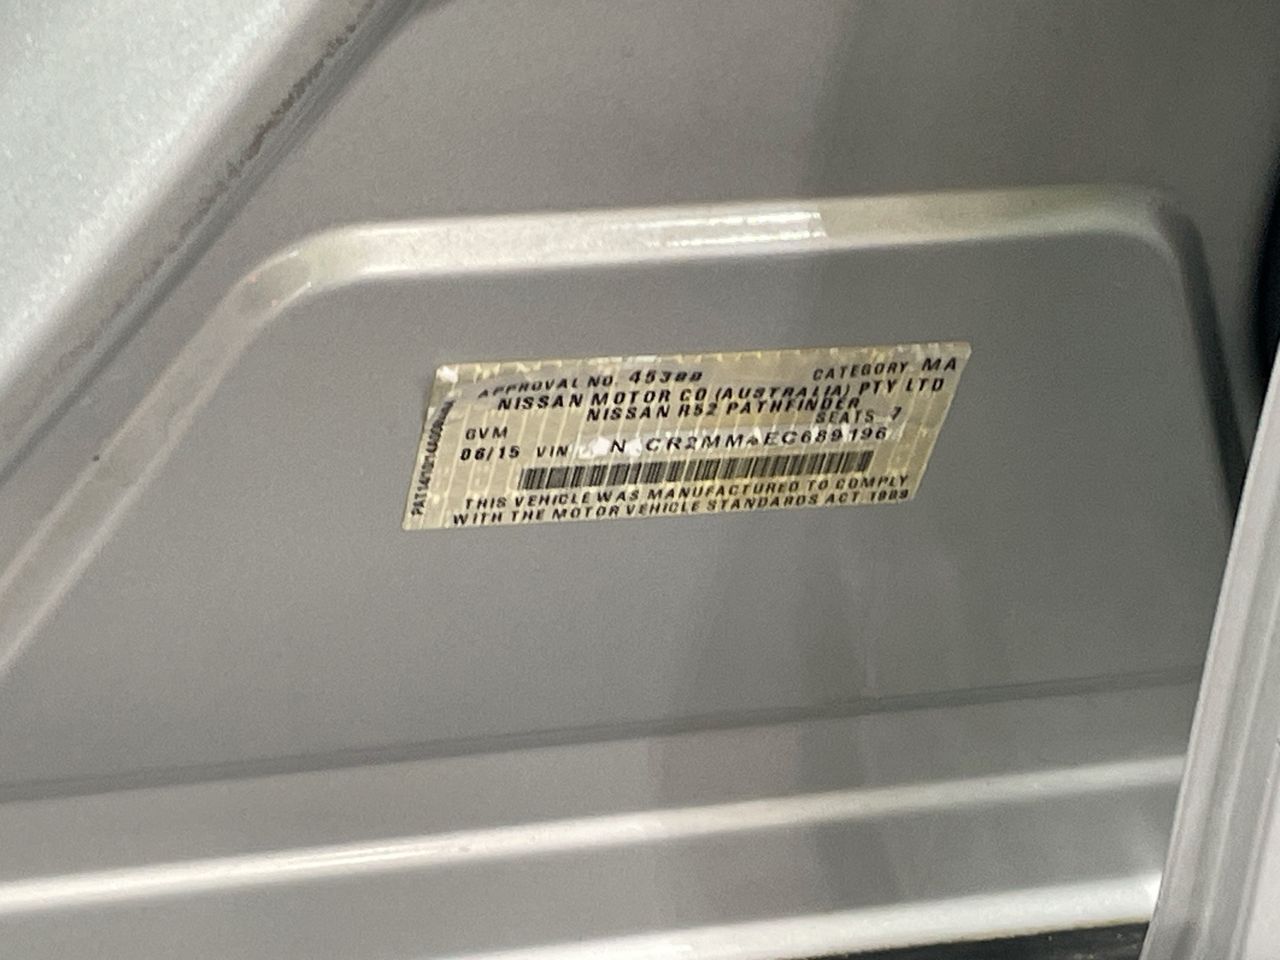 APPROVAL NO. CATEGORY MA
NISSAN MOTOR CO (AUSTRALIA) PTY LTD
NISSAN R52 PATHFINDER
GVM SEATS 7
06/15 VIN
THIS VEHICLE WAS MANUFACTURED TO COMPLY
WITH THE MOTOR VEHICLE STANDARDS ACT 1989